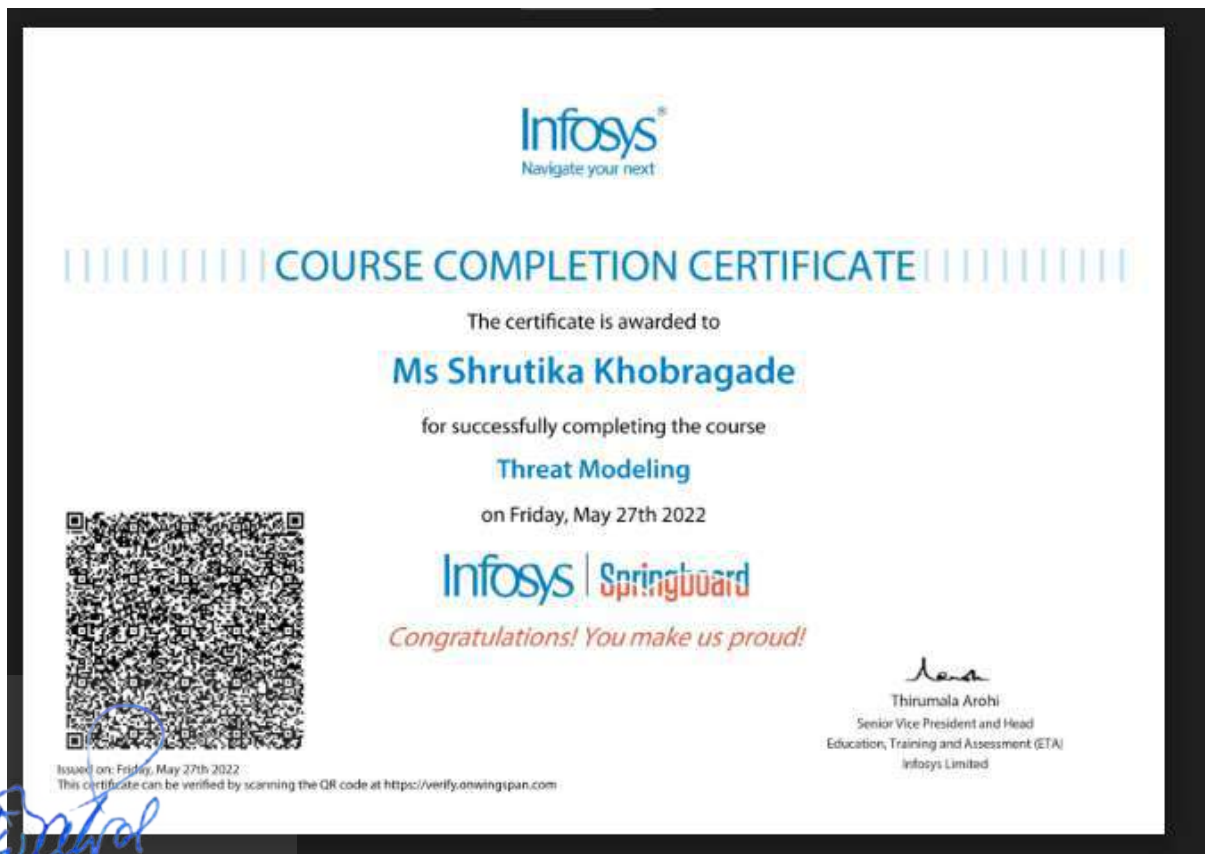 Infosys®
Navigate your next
COURSE COMPLETION CERTIFICATE
The certificate is awarded to
Ms Shrutika Khobragade
for successfully completing the course
Threat Modeling
on Friday, May 27th 2022
Infosys | Springboard
Congratulations! You make us proud!
Thirumala Arohi
Senior Vice President and Head
Education, Training and Assessment (ETA)
Infosys Limited
Issued on: Friday, May 27th 2022
This certificate can be verified by scanning the QR code at https://verify.onwingspan.com